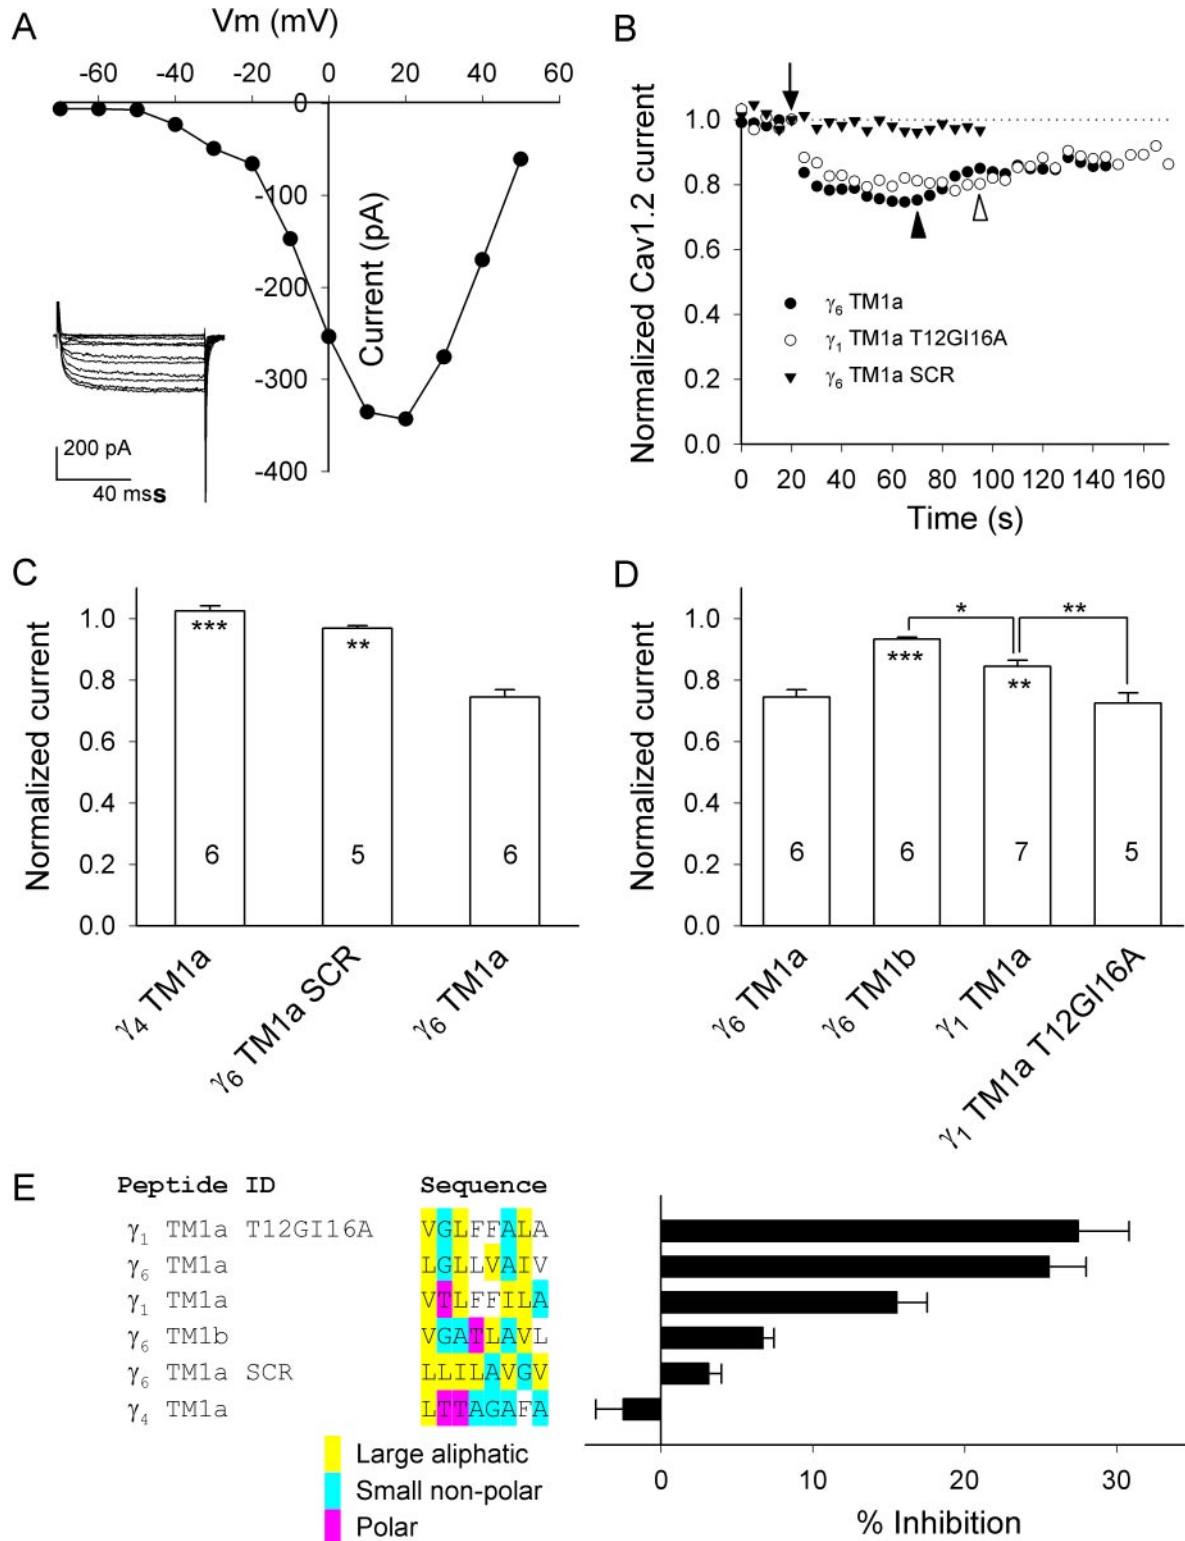 A
Vm (mV)
-60 -40 -20 0 20 40 60
0
-100
-200
-300
-400
Current (pA)
200 pA
40 mss
B
Normalized Cav1.2 current
1.0
0.8
0.6
0.4
0.2
0.0
γ6 TM1a
γ1 TM1a T12GI16A
γ6 TM1a SCR
0 20 40 60 80 100 120 140 160
Time (s)
C
Normalized current
1.0
0.8
0.6
0.4
0.2
0.0
*** **
6 5 6
γ4 TM1a
γ6 TM1a SCR
γ6 TM1a
D
Normalized current
1.0
0.8
0.6
0.4
0.2
0.0
* **
*** **
6 6 7 5
γ6 TM1a
γ6 TM1b
γ1 TM1a
γ1 TM1a T12GI16A
E
Peptide ID Sequence
γ1 TM1a T12GI16A VGLFFALA
γ6 TM1a LGLLVAIV
γ1 TM1a VTLFFILA
γ6 TM1b VGATLAVL
γ6 TM1a SCR LLILAVGV
γ4 TM1a LTTAGAFA
Large aliphatic
Small non-polar
Polar
0 10 20 30
% Inhibition